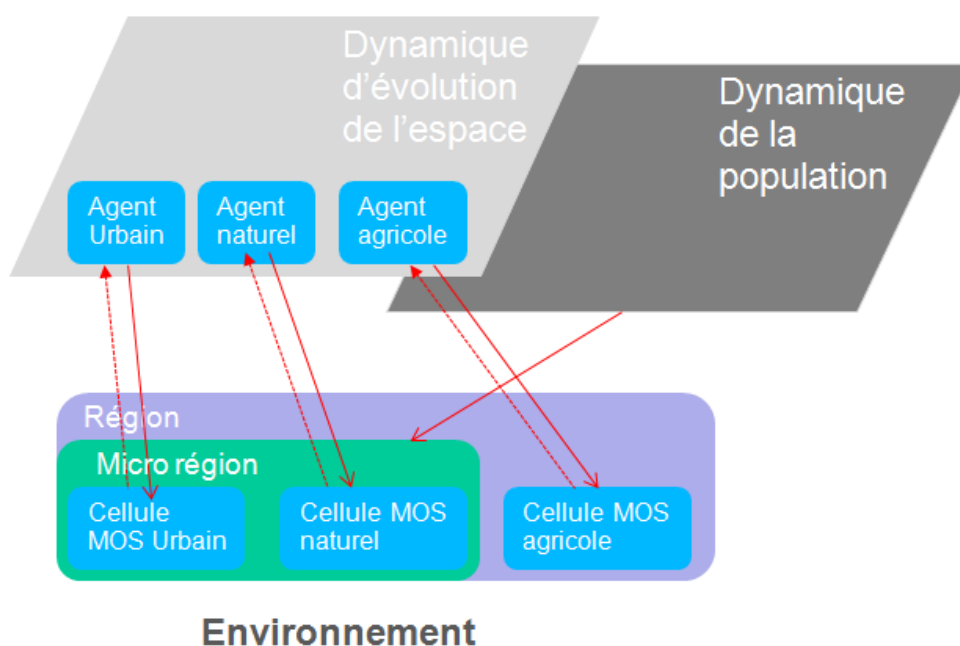 Dynamique
d'évolution
de l'espace
Dynamique
de la
population
Agent
Urbain
Agent
naturel
Agent
agricole
Région
Micro région
Cellule
MOS Urbain
Cellule MOS
naturel
Cellule MOS
agricole
Environnement